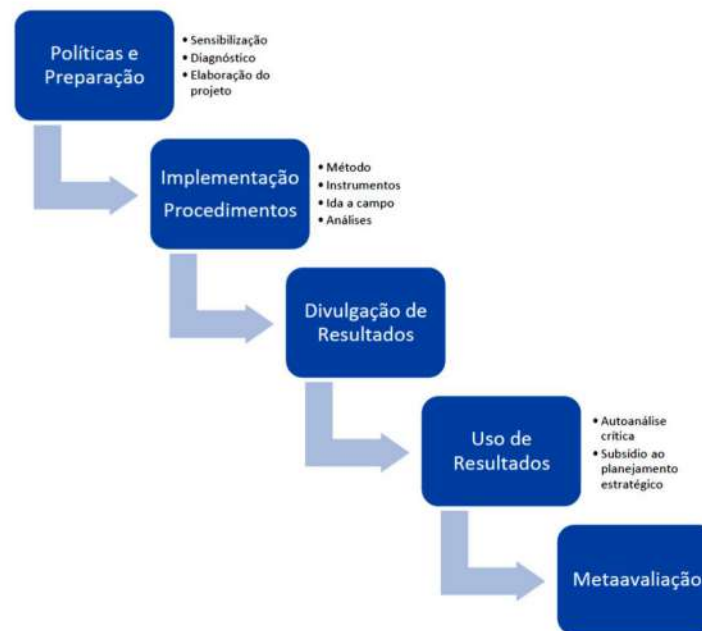 Políticas e
Preparação
• Sensibilização
• Diagnóstico
• Elaboração do
projeto
Implementação
Procedimentos
• Método
• Instrumentos
• Ida a campo
• Análises
Divulgação de
Resultados
Uso de
Resultados
• Autoanálise
crítica
• Subsídio ao
planejamento
estratégico
Metaavaliação